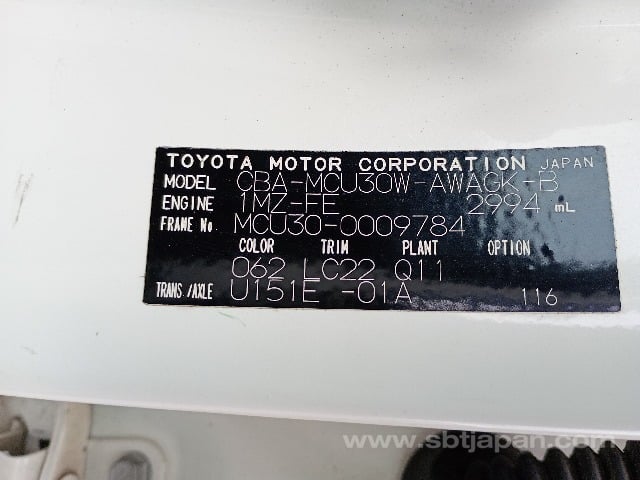 TOYOTA MOTOR CORPORATION JAPAN
MODEL CBA-MCU30W-AWAGK-B
ENGINE 1MZ-FE 2994 mL
FRAME No MCU30-0009784
COLOR TRIM PLANT OPTION
062 LC22 Q11
TRANS./AXLE U151E -01A 116
www.sbtjapan.com